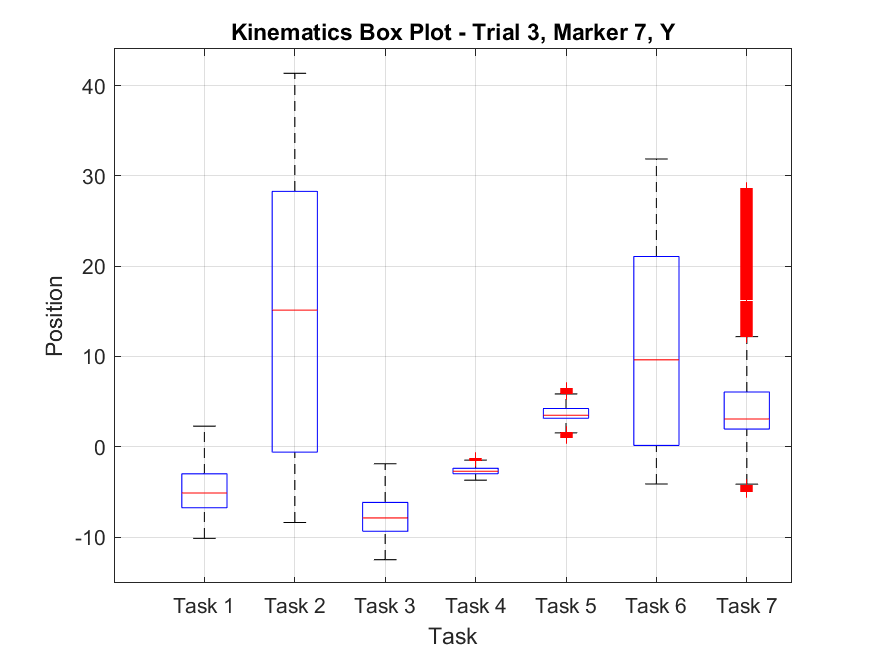 Kinematics Box Plot - Trial 3, Marker 7, Y
Position
40
30
20
10
0
-10
Task 1 Task 2 Task 3 Task 4 Task 5 Task 6 Task 7
Task